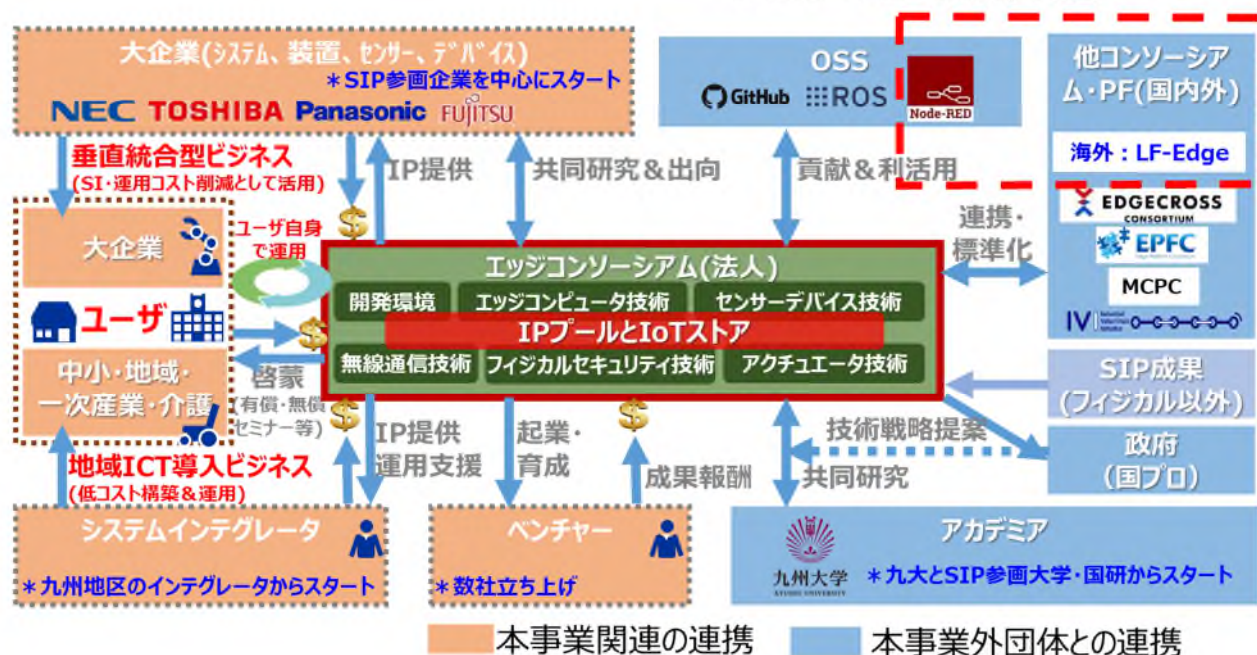 大企業(システム、装置、センサー、デバイス)
＊SIP参画企業を中心にスタート
NEC TOSHIBA Panasonic FUJITSU
OSS
GitHub ROS
Node-RED
他コンソーシア
ム・PF(国内外)
海外：LF-Edge
EDGECROSS
CONSORTIUM
EPFC
MCPC
IVI
垂直統合型ビジネス
(SI・運用コスト削減として活用)
IP提供
共同研究＆出向
貢献＆利活用
連携・
標準化
大企業
ユーザ
中小・地域・
一次産業・介護
ユーザ自身
で運用
エッジコンソーシアム(法人)
開発環境
エッジコンピュータ技術
センサーデバイス技術
IPプールとIoTストア
無線通信技術
フィジカルセキュリティ技術
アクチュエータ技術
啓蒙
(有償・無償
セミナー等)
SIP成果
(フィジカル以外)
政府
(国プロ)
地域ICT導入ビジネス
(低コスト構築＆運用)
IP提供
運用支援
起業・
育成
成果報酬
技術戦略提案
共同研究
システムインテグレータ
＊九州地区のインテグレータからスタート
ベンチャー
＊数社立ち上げ
アカデミア
九州大学
KYUSHU UNIVERSITY
＊九大とSIP参画大学・国研からスタート
本事業関連の連携
本事業外団体との連携